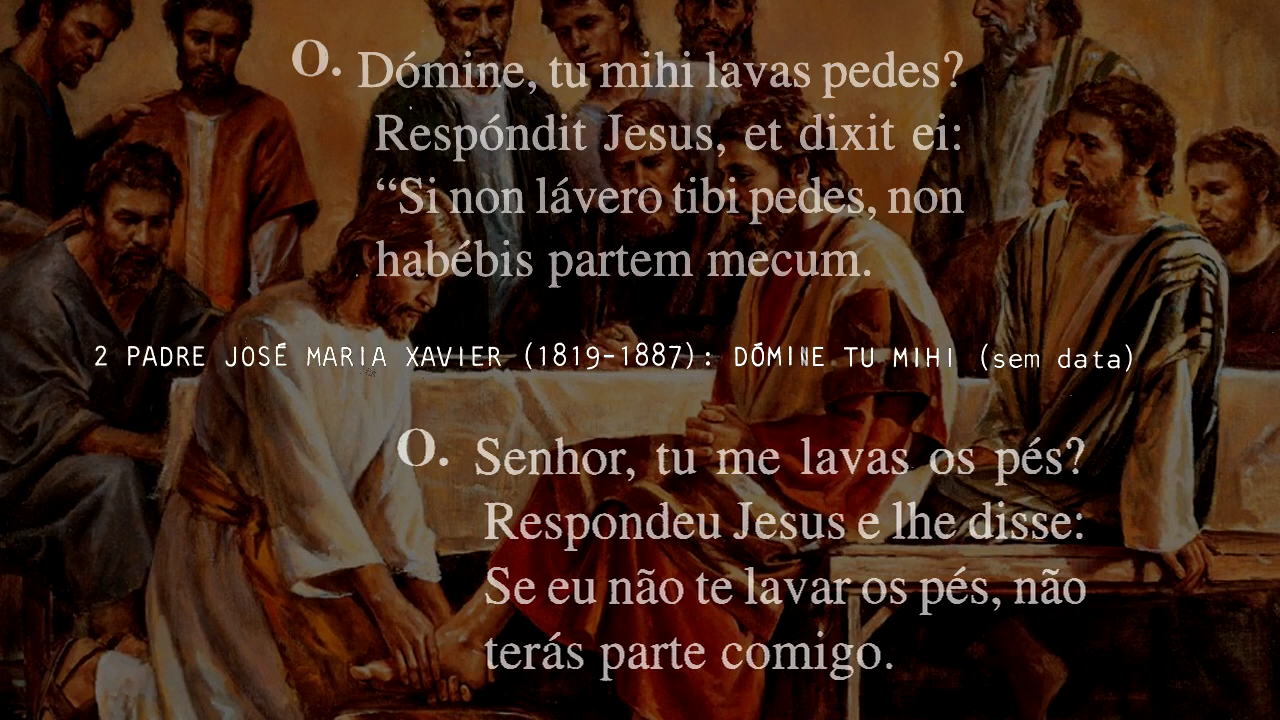 O. Dómine, tu mihi lavas pedes?
Respóndit Jesus, et dixit ei:
“Si non lávero tibi pedes, non
habébis partem mecum.
2 PADRE JOSÉ MARIA XAVIER (1819-1887): DÓMINE TU MIHI (sem data)
O. Senhor, tu me lavas os pés?
Respondeu Jesus e lhe disse:
Se eu não te lavar os pés, não
terás parte comigo.